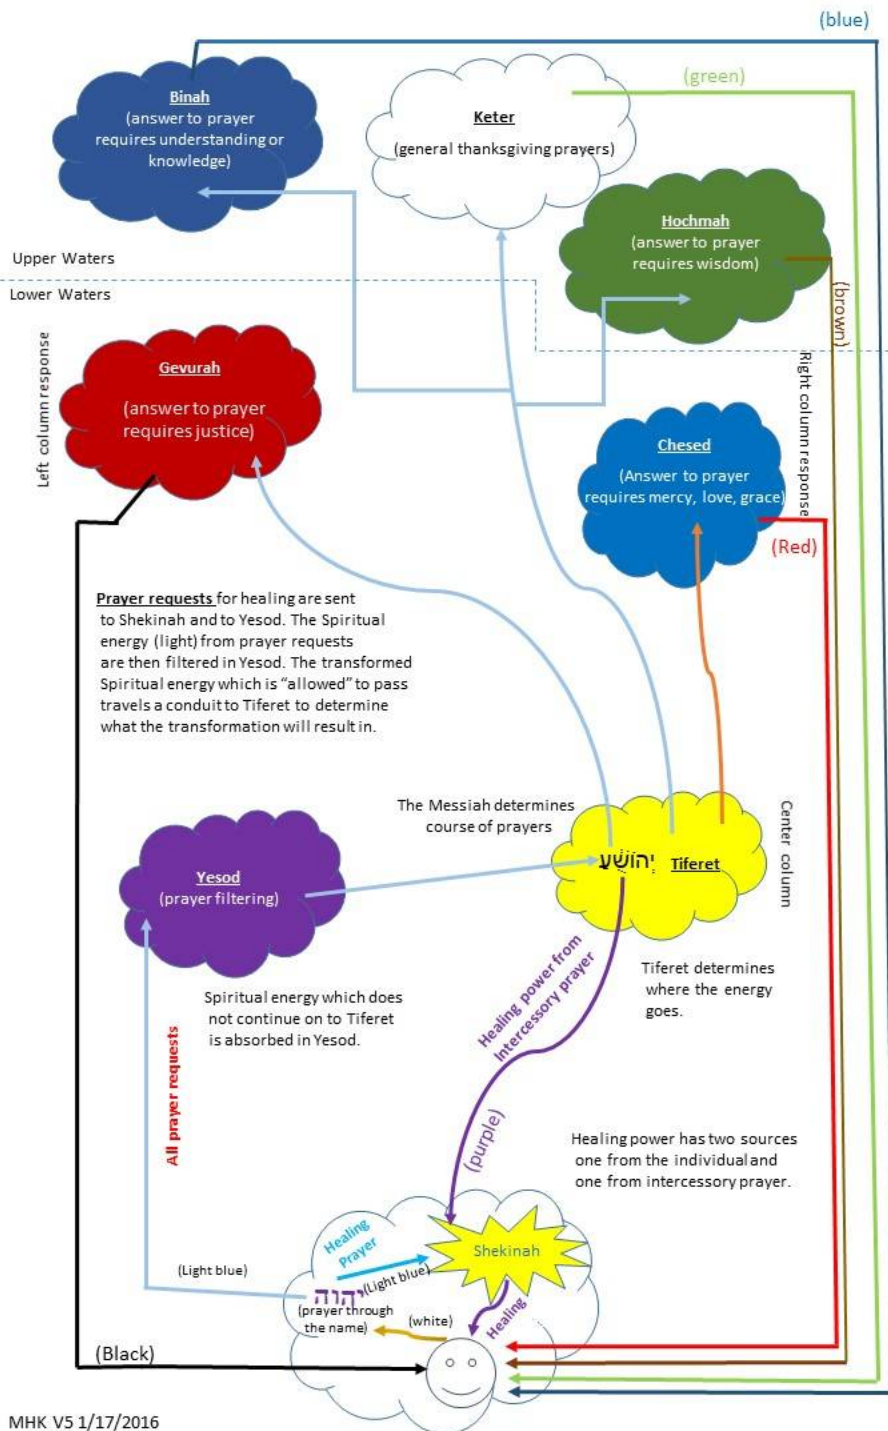 (blue)
(green)
Binah
(answer to prayer
requires understanding or
knowledge)
Keter
(general thanksgiving prayers)
Hochmah
(answer to prayer
requires wisdom)
Upper Waters
Lower Waters
(brown)
Left column response
Gevurah
(answer to prayer
requires justice)
Right column response
Chesed
(Answer to prayer
requires mercy, love, grace)
(Red)
Prayer requests for healing are sent
to Shekinah and to Yesod. The Spiritual
energy (light) from prayer requests
are then filtered in Yesod. The transformed
Spiritual energy which is “allowed” to pass
travels a conduit to Tiferet to determine
what the transformation will result in.
The Messiah determines
course of prayers
Center column
Yesod
(prayer filtering)
יְהוֹשֻׁעַ Tiferet
Healing power from
Intercessory prayer
Tiferet determines
where the energy
goes.
Spiritual energy which does
not continue on to Tiferet
is absorbed in Yesod.
All prayer requests
(purple)
Healing power has two sources
one from the individual and
one from intercessory prayer.
Healing
Prayer
Shekinah
(Light blue)
(Light blue)
יהוה
(prayer through
the name)
(white)
Healing
(Black)
MHK V5 1/17/2016